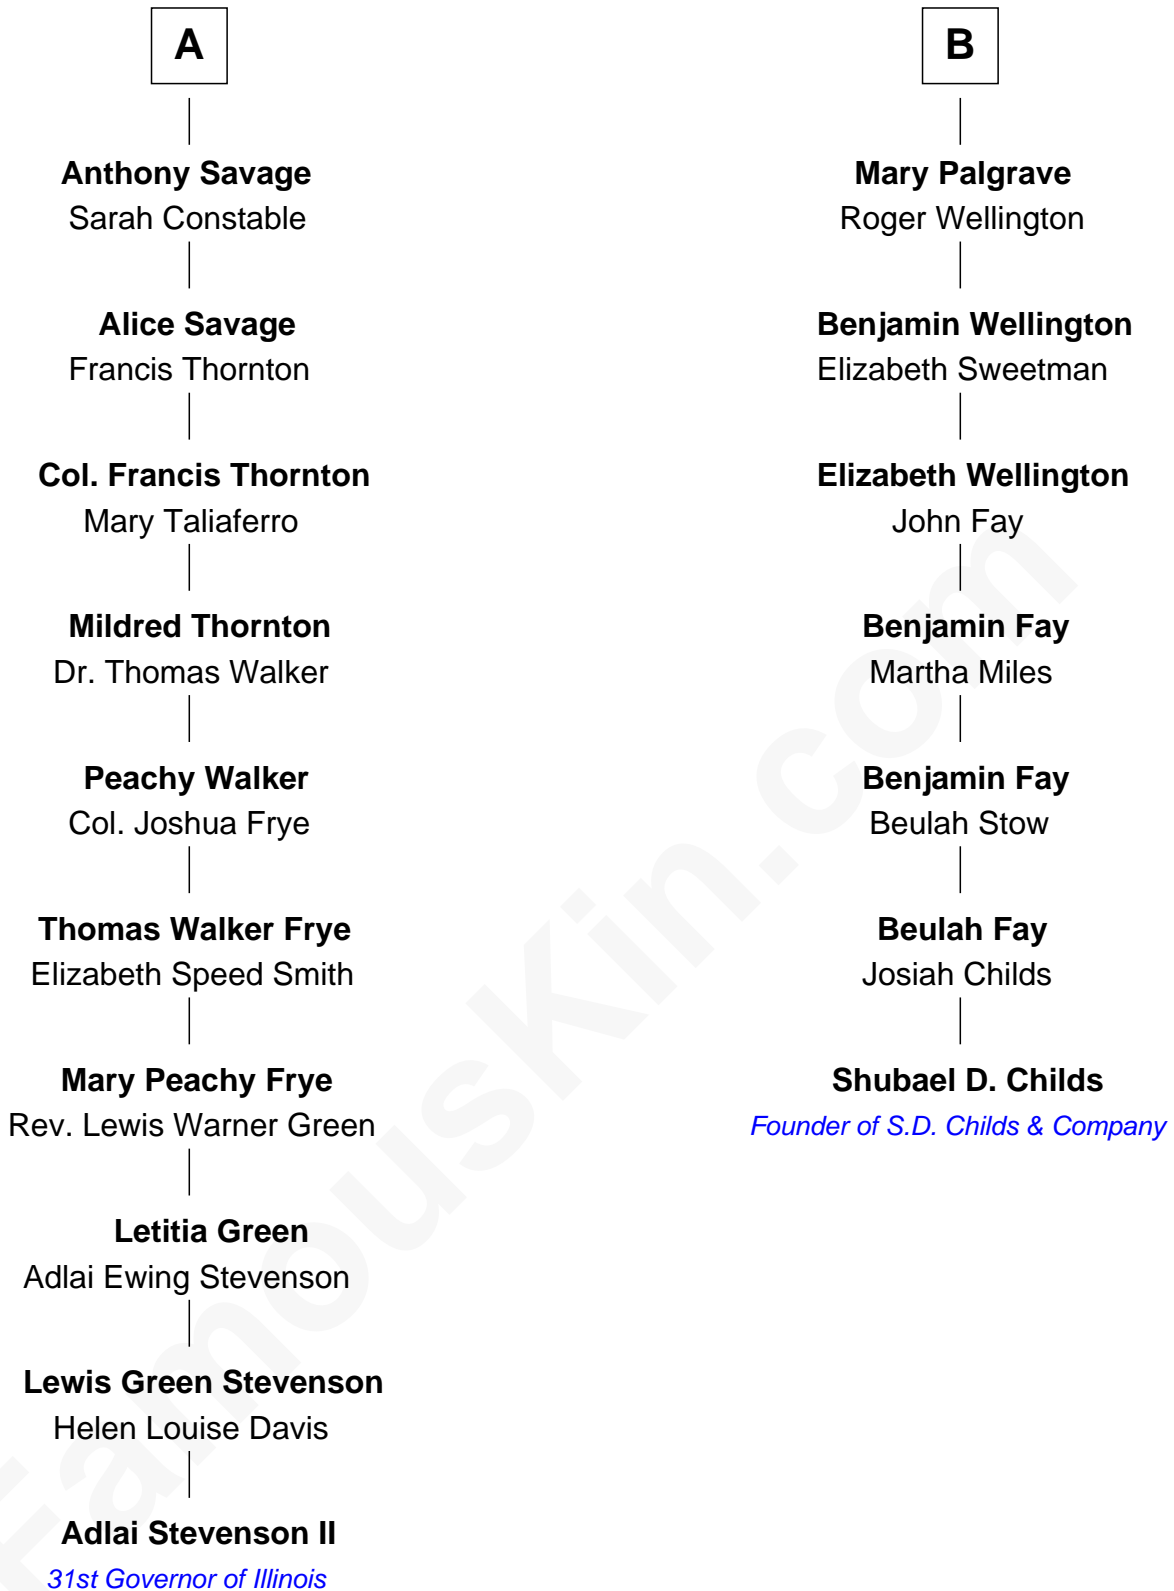 A
Anthony Savage
Sarah Constable
Alice Savage
Francis Thornton
Col. Francis Thornton
Mary Taliaferro
Mildred Thornton
Dr. Thomas Walker
Peachy Walker
Col. Joshua Frye
Thomas Walker Frye
Elizabeth Speed Smith
Mary Peachy Frye
Rev. Lewis Warner Green
Letitia Green
Adlai Ewing Stevenson
Lewis Green Stevenson
Helen Louise Davis
Adlai Stevenson II
31st Governor of Illinois
B
Mary Palgrave
Roger Wellington
Benjamin Wellington
Elizabeth Sweetman
Elizabeth Wellington
John Fay
Benjamin Fay
Martha Miles
Benjamin Fay
Beulah Stow
Beulah Fay
Josiah Childs
Shubael D. Childs
Founder of S.D. Childs & Company
FamousKin.com